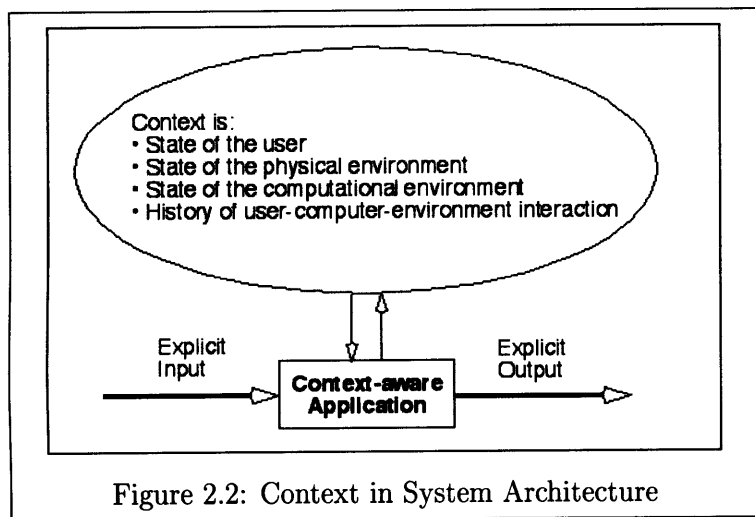 Context is:
• State of the user
• State of the physical environment
• State of the computational environment
• History of user-computer-environment interaction
Explicit
Input
Context-aware
Application
Explicit
Output
Figure 2.2: Context in System Architecture